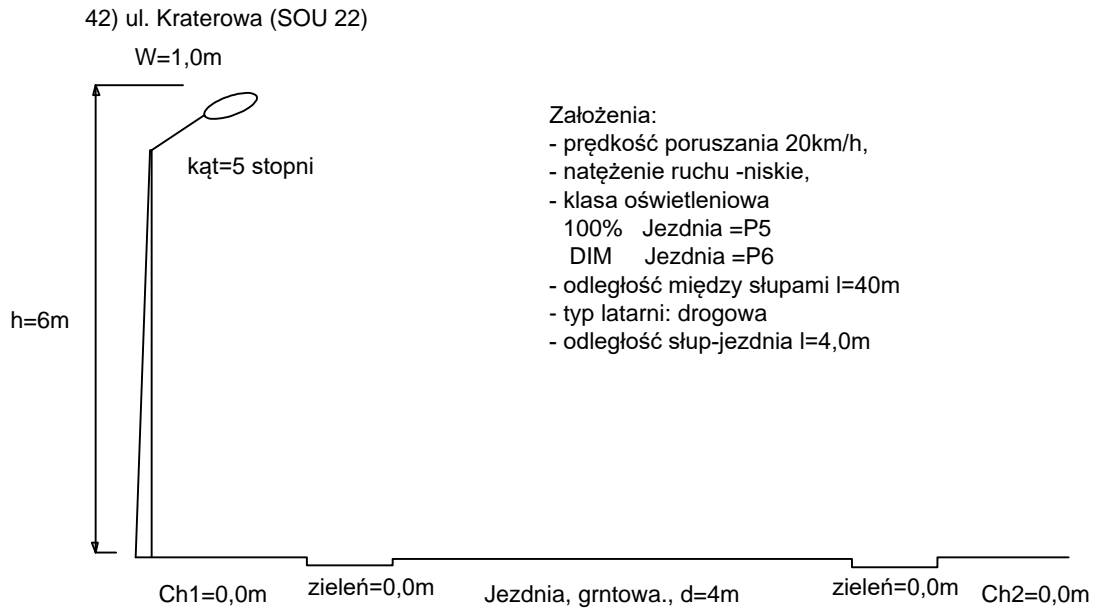 42) ul. Kraterowa (SOU 22)
W=1,0m
kąt=5 stopni
h=6m
Założenia:
- prędkość poruszania 20km/h,
- natężenie ruchu -niskie,
- klasa oświetleniowa
100% Jezdnia =P5
DIM Jezdnia =P6
- odległość między słupami l=40m
- typ latarni: drogowa
- odległość słup-jezdnia l=4,0m
Ch1=0,0m
zieleń=0,0m
Jezdnia, grntowa., d=4m
zieleń=0,0m
Ch2=0,0m